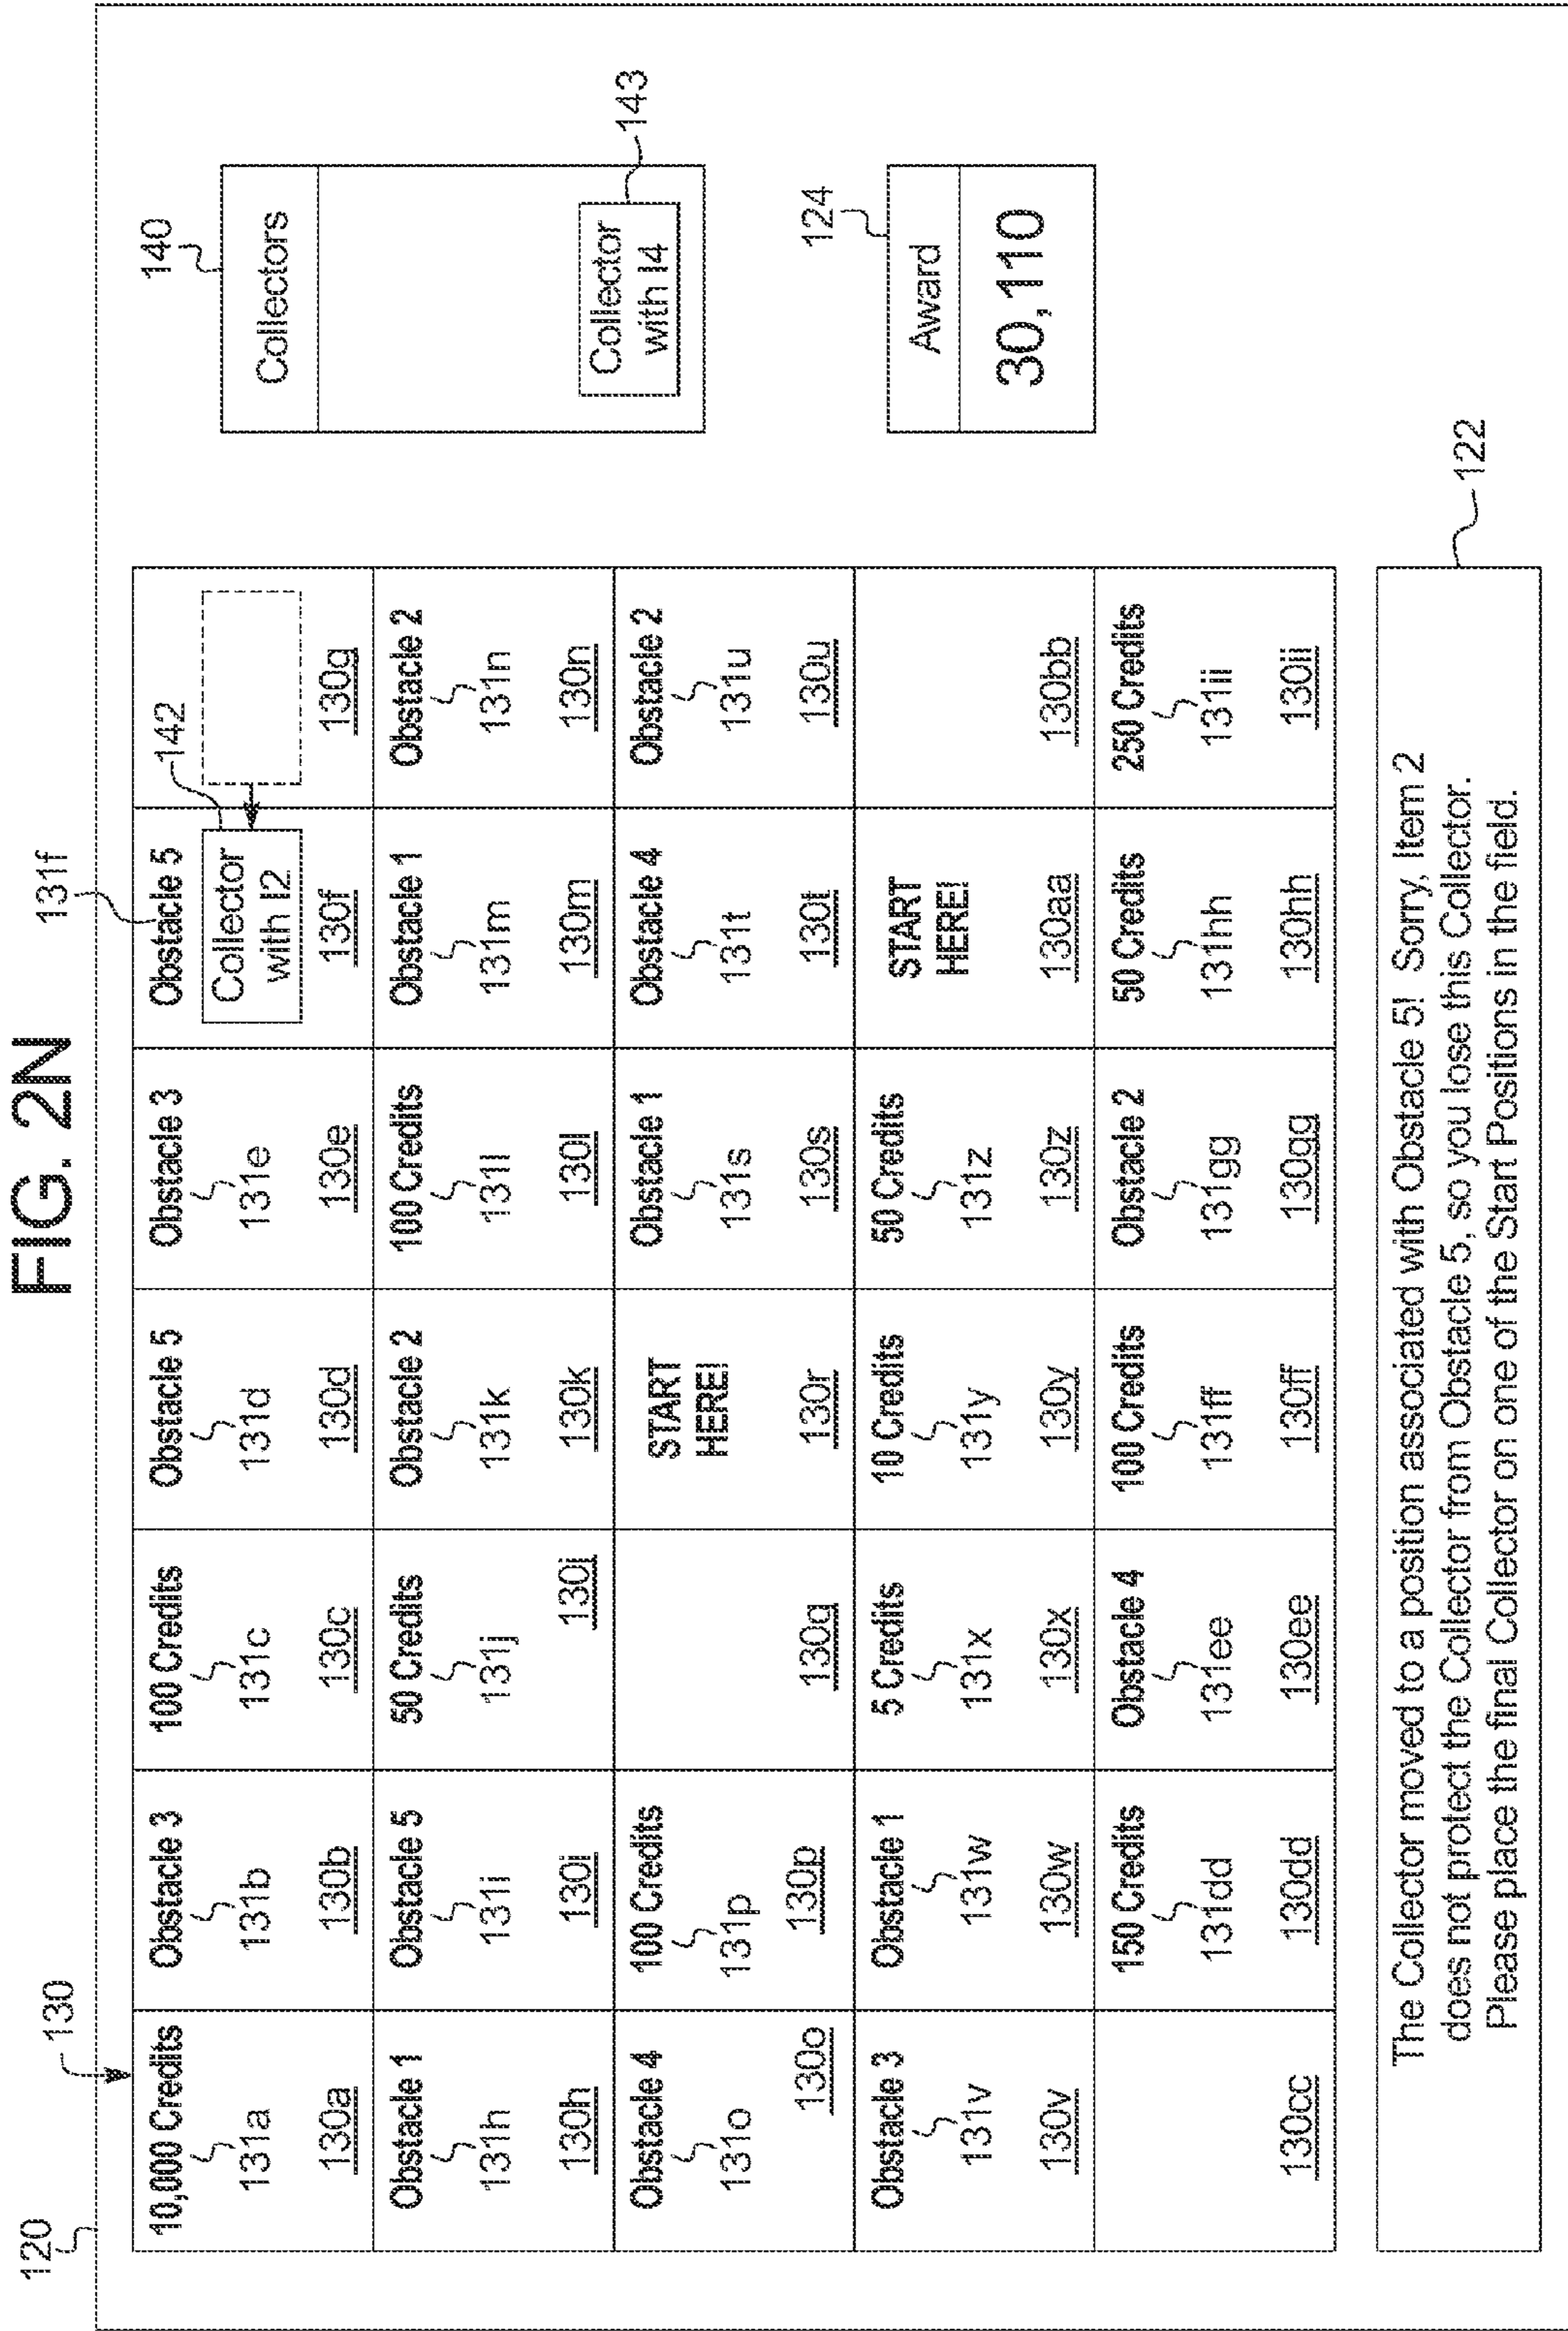 FIG. 2N
120
130
131f
10,000 Credits
131a
130a
Obstacle 3
131b
130b
100 Credits
131c
130c
Obstacle 5
131d
130d
Obstacle 3
131e
130e
Obstacle 5
Collector
with I2
142
130f
130g
Obstacle 1
131h
130h
Obstacle 5
131i
130i
50 Credits
131j
130j
Obstacle 2
131k
130k
100 Credits
131l
130l
Obstacle 1
131m
130m
Obstacle 2
131n
130n
Obstacle 4
131o
130o
100 Credits
131p
130p
130q
START
HERE!
130r
Obstacle 1
131s
130s
Obstacle 4
131t
130t
Obstacle 2
131u
130u
Obstacle 3
131v
130v
Obstacle 1
131w
130w
5 Credits
131x
130x
10 Credits
131y
130y
50 Credits
131z
130z
START
HERE!
130aa
130bb
130cc
150 Credits
131dd
130dd
Obstacle 4
131ee
130ee
100 Credits
131ff
130ff
Obstacle 2
131gg
130gg
50 Credits
131hh
130hh
250 Credits
131ii
130ii
140
Collectors
Collector
with I4
143
124
Award
30,110
The Collector moved to a position associated with Obstacle 5! Sorry, Item 2
does not protect the Collector from Obstacle 5, so you lose this Collector.
Please place the final Collector on one of the Start Positions in the field.
122